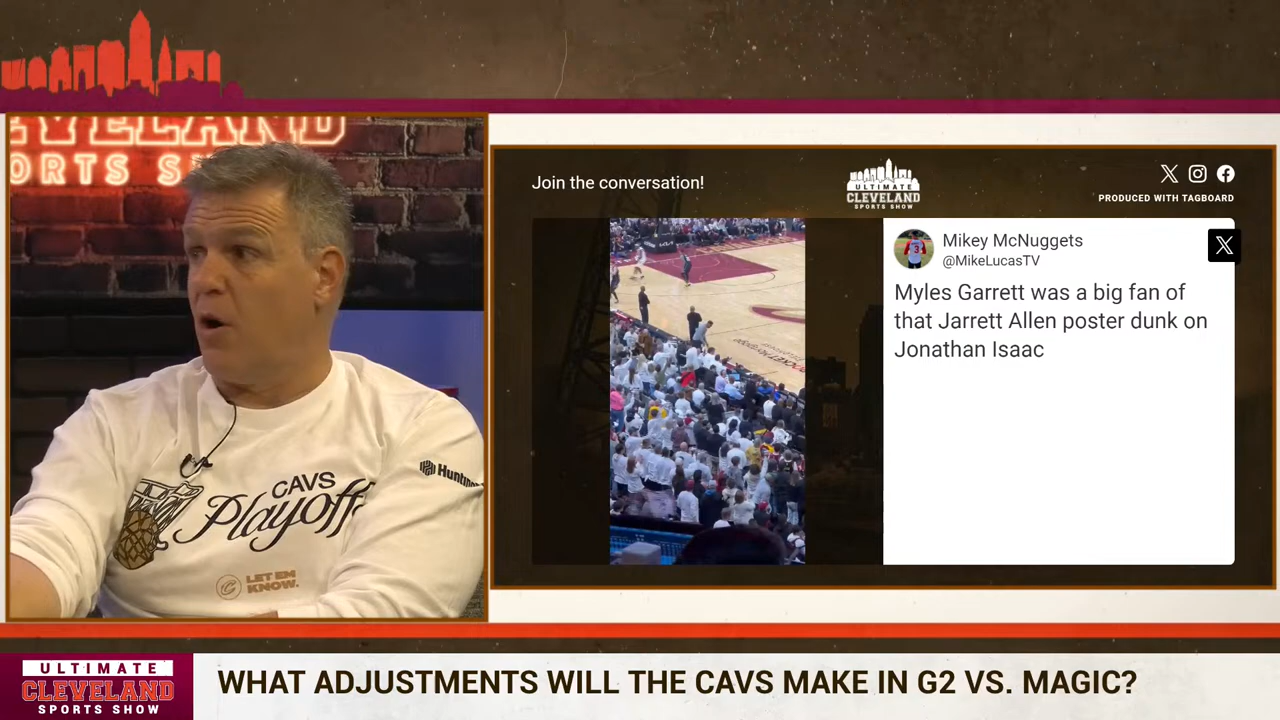 CLEVELAND
ORTS S
CAVS
Playoff
LET EM
KNOW.
Join the conversation!
ULTIMATE
CLEVELAND
SPORTS SHOW
PRODUCED WITH TAGBOARD
Mikey McNuggets
@MikeLucasTV
Myles Garrett was a big fan of
that Jarrett Allen poster dunk on
Jonathan Isaac
ULTIMATE
CLEVELAND
SPORTS SHOW
WHAT ADJUSTMENTS WILL THE CAVS MAKE IN G2 VS. MAGIC?